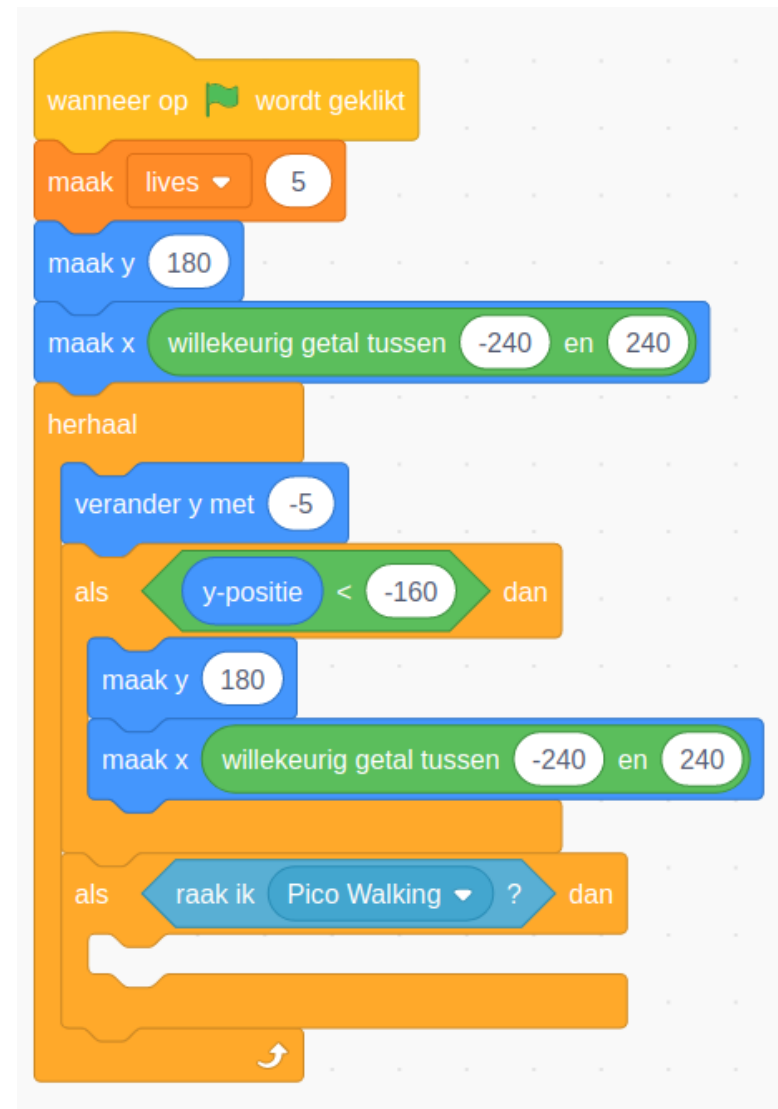 wanneer op wordt geklikt
maak lives 5
maak y 180
maak x willekeurig getal tussen -240 en 240
herhaal
verander y met -5
als y-positie < -160 dan
maak y 180
maak x willekeurig getal tussen -240 en 240
als raak ik Pico Walking ? dan